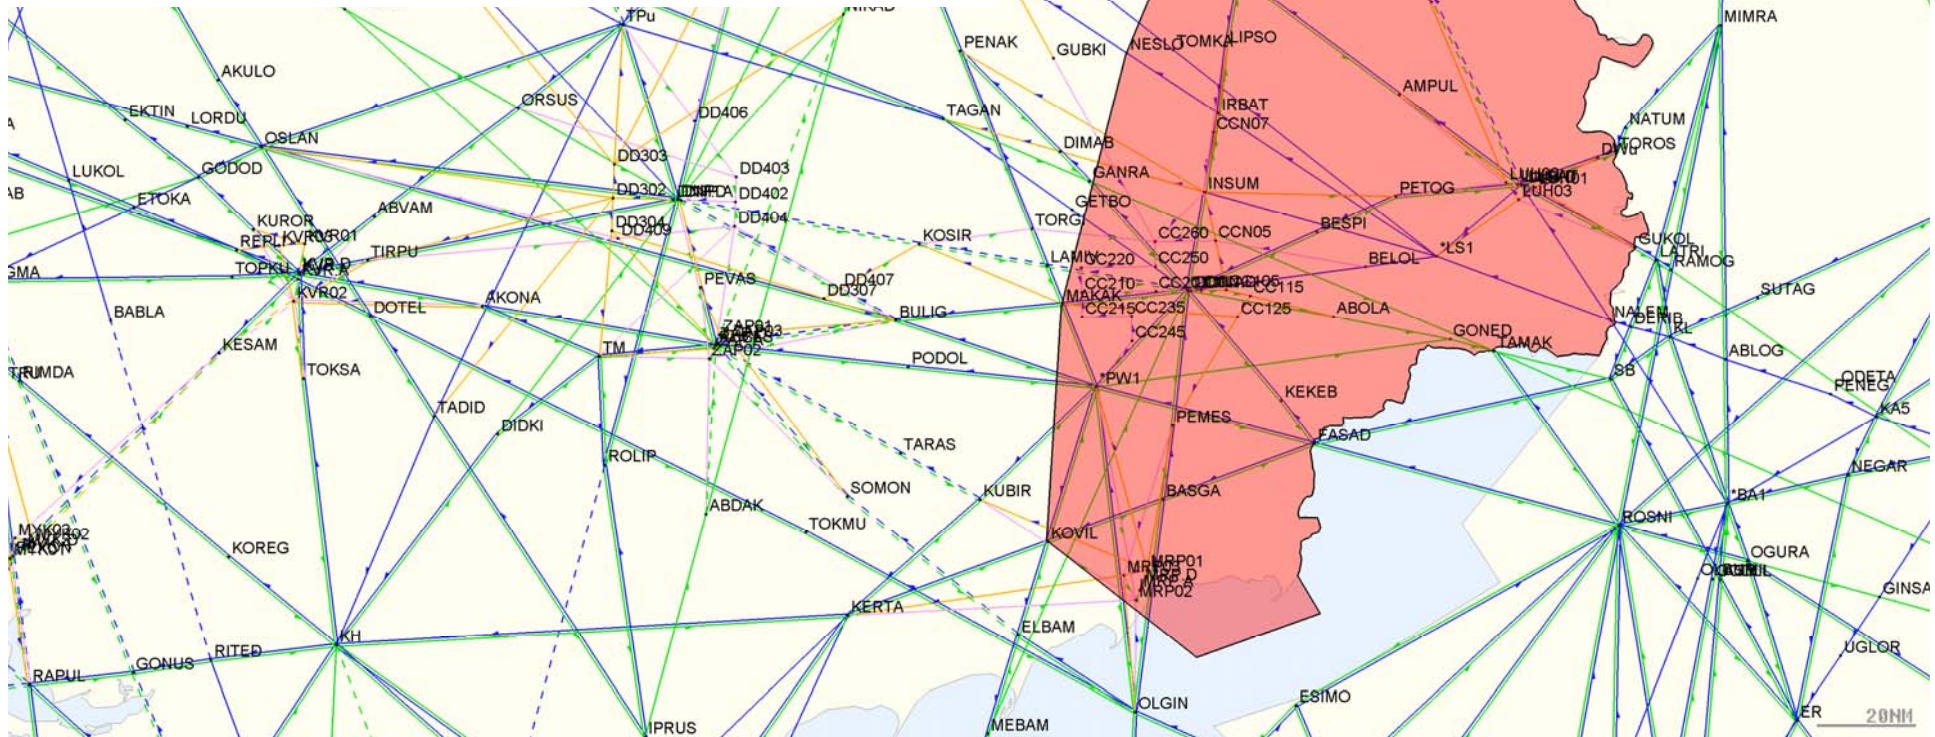 TPu
MIMRA
PENAK
GUBKI
NESLO
TOMKA
LIPSO
AKULO
ORSUS
AMPUL
EKTIN
LORDU
DD406
TAGAN
IRBAT
CCN07
NATUM
TOROS
OSLAN
DIMAB
DD303
LUKOL
GODOD
DD403
GANRA
DD302
DD402
INSUM
PETOG
LUH03
ETOKA
ABVAM
GETBO
KUROR
DD304
DD404
TORGI
BESPI
DD409
KOSIR
CC260
CCN05
KVR01
TIRPU
LS1
GUKOL
LATRI
RAMOG
BELOL
TOPKU
CC220
CC250
GMA
PEVAS
DD407
DD307
CC210
CC115
SUTAG
KVR02
AKONA
MAKAK
DOTEL
BABLA
BULIG
CC215
CC235
CC125
ABOLA
NALEM
ZAP01
CC245
GONED
TAMAK
KL
KESAM
TM
ZAP02
PODOL
ABLOG
TOKSA
RUMDA
PW1
SB
ODETA
PENEG
KEKEB
TADID
PEMES
KA5
DIDKI
FASAD
TARAS
ROLIP
NEGAR
SOMON
KUBIR
BASGA
BA1
ABDAK
TOKMU
ROSNI
KOVIL
KOREG
OGURA
MRP01
MRP02
GINSA
KERTA
ELBAM
KH
RITED
GONUS
RAPUL
UGLOR
OLGIN
ESIMO
MEBAM
IPRUS
ER
20NM